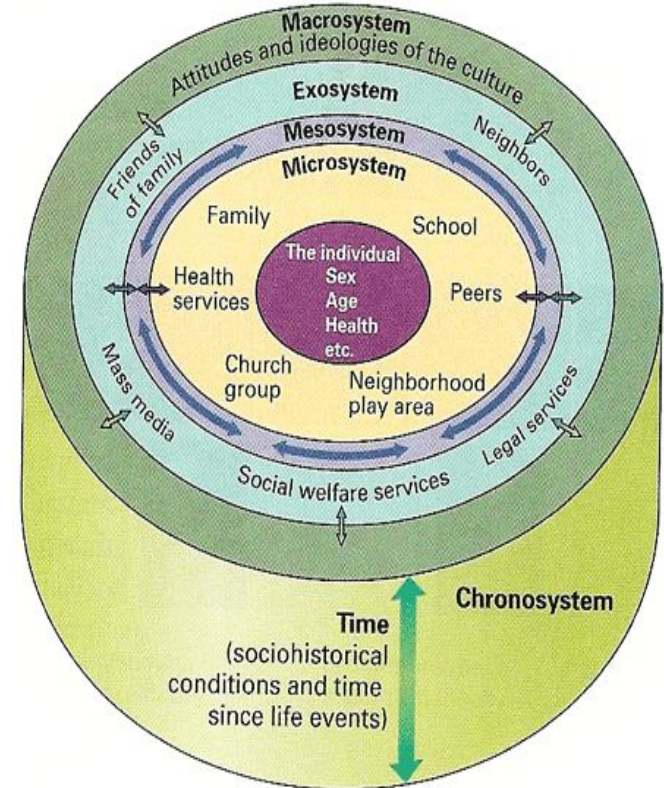 Macrosystem
Attitudes and ideologies of the culture
Exosystem
Mesosystem
Microsystem
Friends
of family
Neighbors
Family
School
The individual
Sex
Age
Health
etc.
Health
services
Peers
Church
group
Neighborhood
play area
Mass media
Legal services
Social welfare services
Chronosystem
Time
(sociohistorical
conditions and time
since life events)